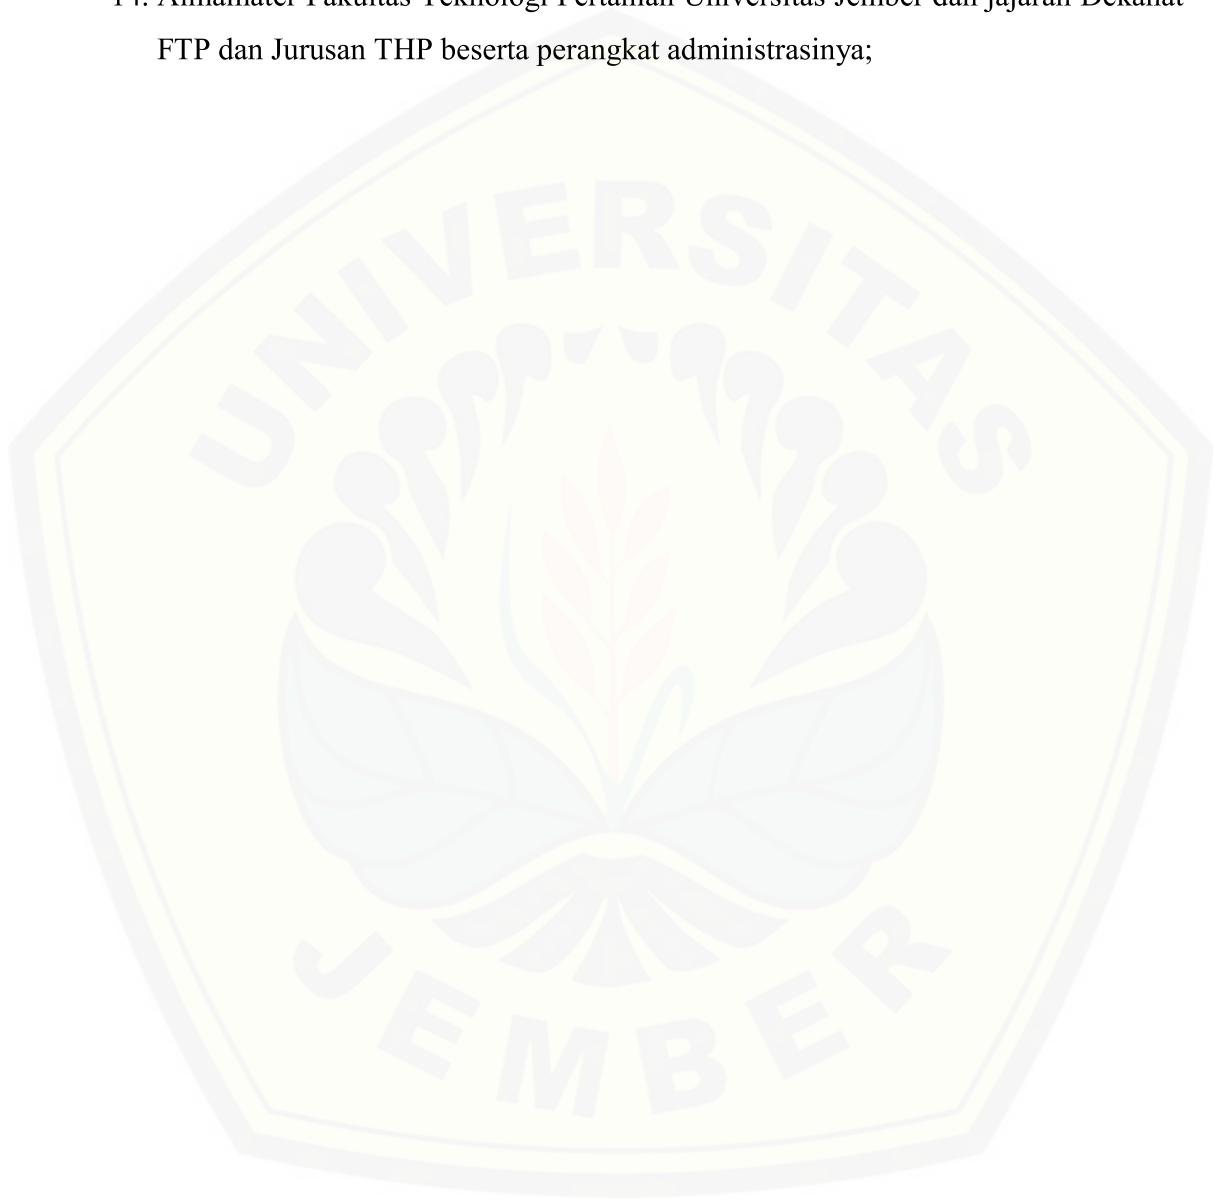 14. Almamater Fakultas Teknologi Pertanian Universitas Jember dan jajaran Dekanat
FTP dan Jurusan THP beserta perangkat administrasinya;
UNIVERSITAS
JEMBER